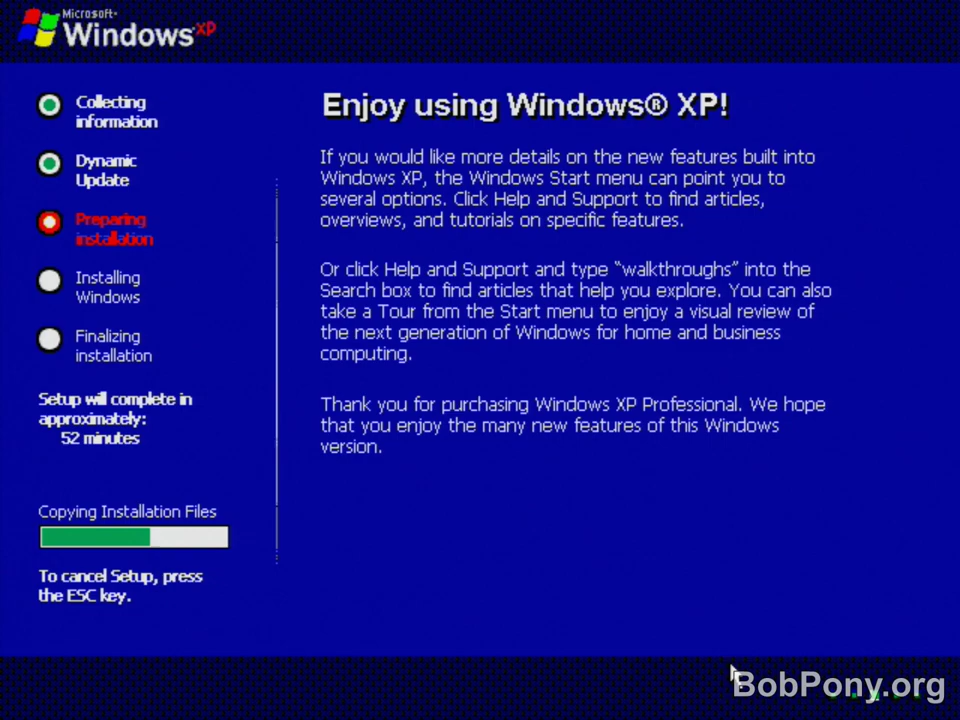 Microsoft
Windows XP
Collecting
information
Dynamic
Update
Preparing
installation
Installing
Windows
Finalizing
installation
Setup will complete in
approximately:
52 minutes
Copying Installation Files
To cancel Setup, press
the ESC key.
Enjoy using Windows® XP!
If you would like more details on the new features built into
Windows XP, the Windows Start menu can point you to
several options. Click Help and Support to find articles,
overviews, and tutorials on specific features.
Or click Help and Support and type “walkthroughs” into the
Search box to find articles that help you explore. You can also
take a Tour from the Start menu to enjoy a visual review of
the next generation of Windows for home and business
computing.
Thank you for purchasing Windows XP Professional. We hope
that you enjoy the many new features of this Windows
version.
BobPony.org